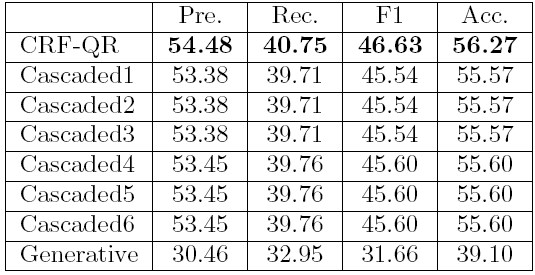 Pre. Rec. F1 Acc.
CRF-QR 54.48 40.75 46.63 56.27
Cascaded1 53.38 39.71 45.54 55.57
Cascaded2 53.38 39.71 45.54 55.57
Cascaded3 53.38 39.71 45.54 55.57
Cascaded4 53.45 39.76 45.60 55.60
Cascaded5 53.45 39.76 45.60 55.60
Cascaded6 53.45 39.76 45.60 55.60
Generative 30.46 32.95 31.66 39.10